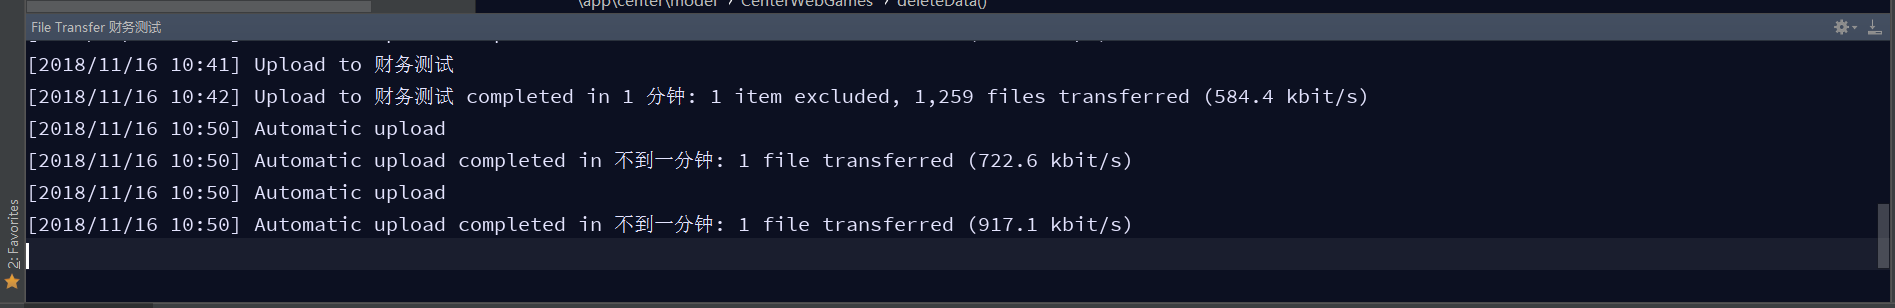 \app\center\model › CenterWebGames › deleteData()
File Transfer 财务测试
[2018/11/16 10:41] Upload to 财务测试
[2018/11/16 10:42] Upload to 财务测试 completed in 1 分钟: 1 item excluded, 1,259 files transferred (584.4 kbit/s)
[2018/11/16 10:50] Automatic upload
[2018/11/16 10:50] Automatic upload completed in 不到一分钟: 1 file transferred (722.6 kbit/s)
[2018/11/16 10:50] Automatic upload
[2018/11/16 10:50] Automatic upload completed in 不到一分钟: 1 file transferred (917.1 kbit/s)
2: Favorites